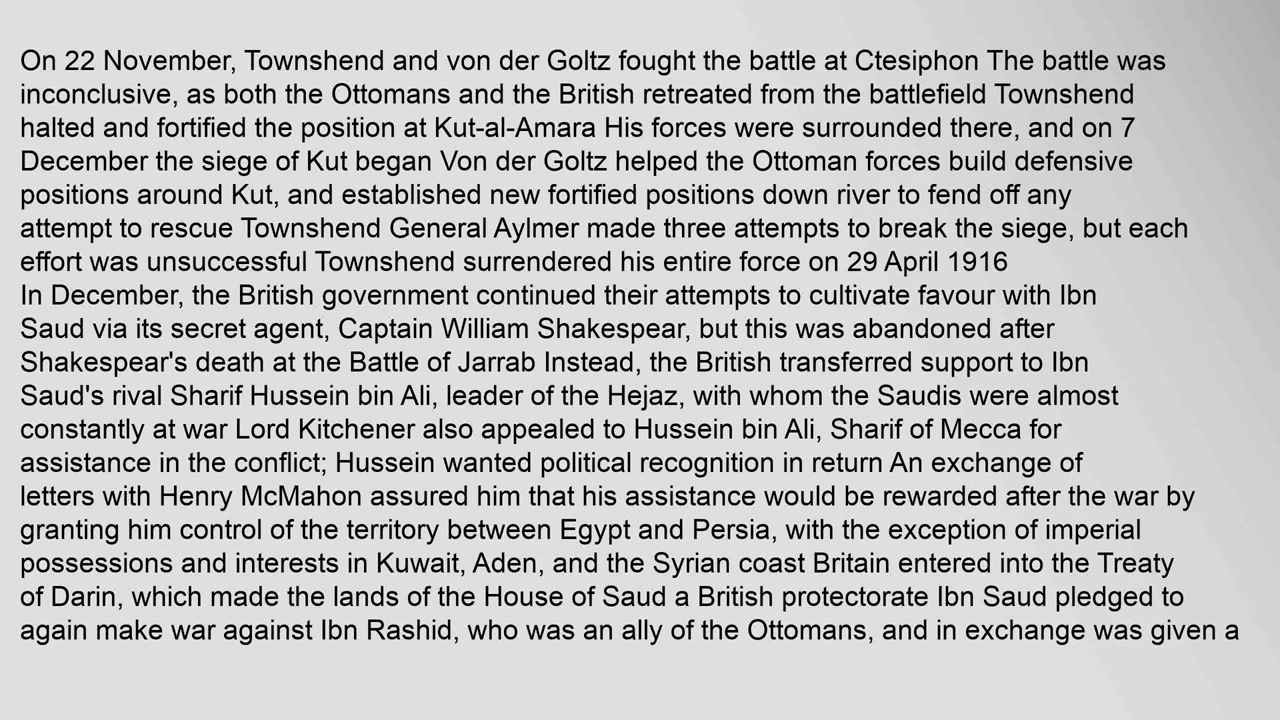 On 22 November, Townshend and von der Goltz fought the battle at Ctesiphon The battle was
inconclusive, as both the Ottomans and the British retreated from the battlefield Townshend
halted and fortified the position at Kut-al-Amara His forces were surrounded there, and on 7
December the siege of Kut began Von der Goltz helped the Ottoman forces build defensive
positions around Kut, and established new fortified positions down river to fend off any
attempt to rescue Townshend General Aylmer made three attempts to break the siege, but each
effort was unsuccessful Townshend surrendered his entire force on 29 April 1916
In December, the British government continued their attempts to cultivate favour with Ibn
Saud via its secret agent, Captain William Shakespear, but this was abandoned after
Shakespear's death at the Battle of Jarrab Instead, the British transferred support to Ibn
Saud's rival Sharif Hussein bin Ali, leader of the Hejaz, with whom the Saudis were almost
constantly at war Lord Kitchener also appealed to Hussein bin Ali, Sharif of Mecca for
assistance in the conflict; Hussein wanted political recognition in return An exchange of
letters with Henry McMahon assured him that his assistance would be rewarded after the war by
granting him control of the territory between Egypt and Persia, with the exception of imperial
possessions and interests in Kuwait, Aden, and the Syrian coast Britain entered into the Treaty
of Darin, which made the lands of the House of Saud a British protectorate Ibn Saud pledged to
again make war against Ibn Rashid, who was an ally of the Ottomans, and in exchange was given a